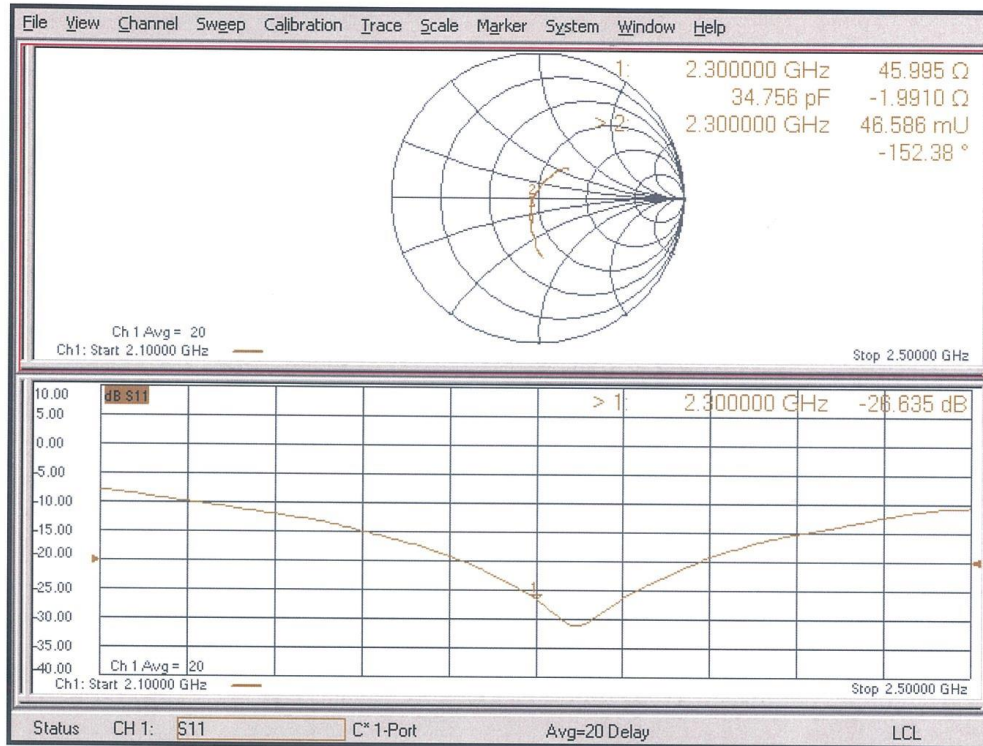 File View Channel Sweep Calibration Trace Scale Marker System Window Help
1: 2.300000 GHz 45.995 Ω
34.756 pF -1.9910 Ω
> 2: 2.300000 GHz 46.586 mU
-152.38 °
2
Ch 1 Avg = 20
Ch1: Start 2.10000 GHz
Stop 2.50000 GHz
10.00
dB S11
> 1: 2.300000 GHz -26.635 dB
5.00
0.00
-5.00
-10.00
-15.00
-20.00
-25.00
1
-30.00
-35.00
-40.00
Ch 1 Avg = 20
Ch1: Start 2.10000 GHz
Stop 2.50000 GHz
Status CH 1: S11 C* 1-Port Avg=20 Delay LCL